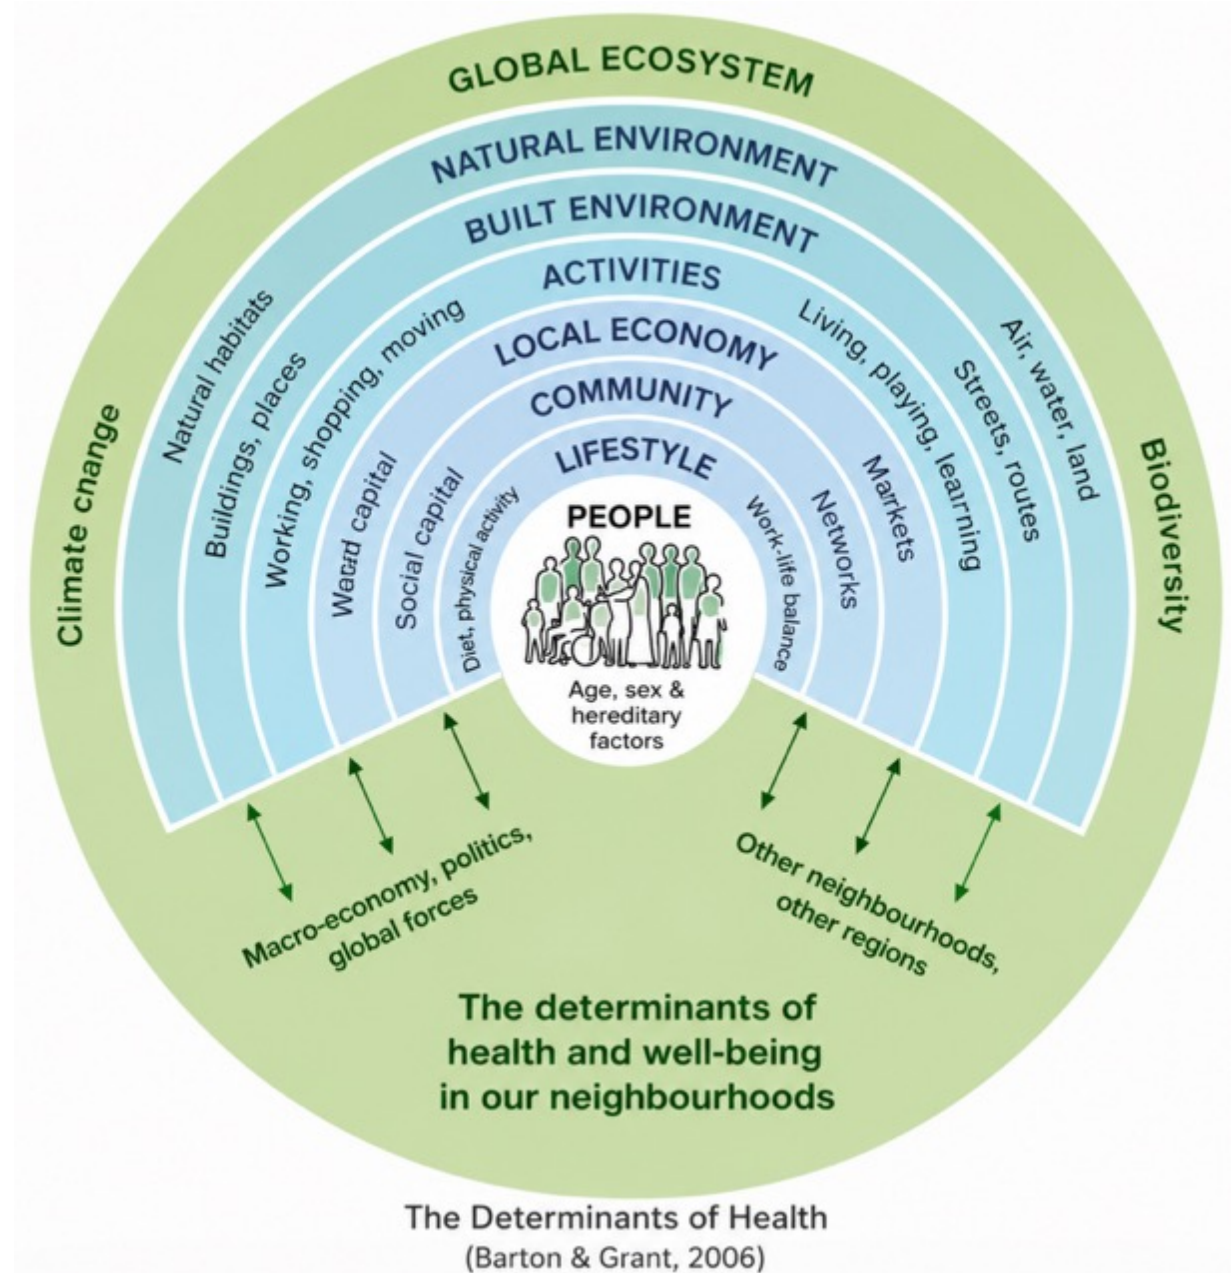 GLOBAL ECOSYSTEM
NATURAL ENVIRONMENT
BUILT ENVIRONMENT
ACTIVITIES
LOCAL ECONOMY
COMMUNITY
LIFESTYLE
PEOPLE
Age, sex &
hereditary
factors
Climate cnange
Natural habitats
Buildings, places
Working, shopping, moving
capital
Social capital
Diet, physical activity
Work-life balance
Networks
Marrkets
Living, playing, learning
Streets, routes
Air, water, land
Biodiversity
Macro-economy, politics,
global forces
Other neighbourhoods,
other regions
The determinants of
health and well-being
in our neighbourhoods
The Determinants of Health
(Barton & Grant, 2006)